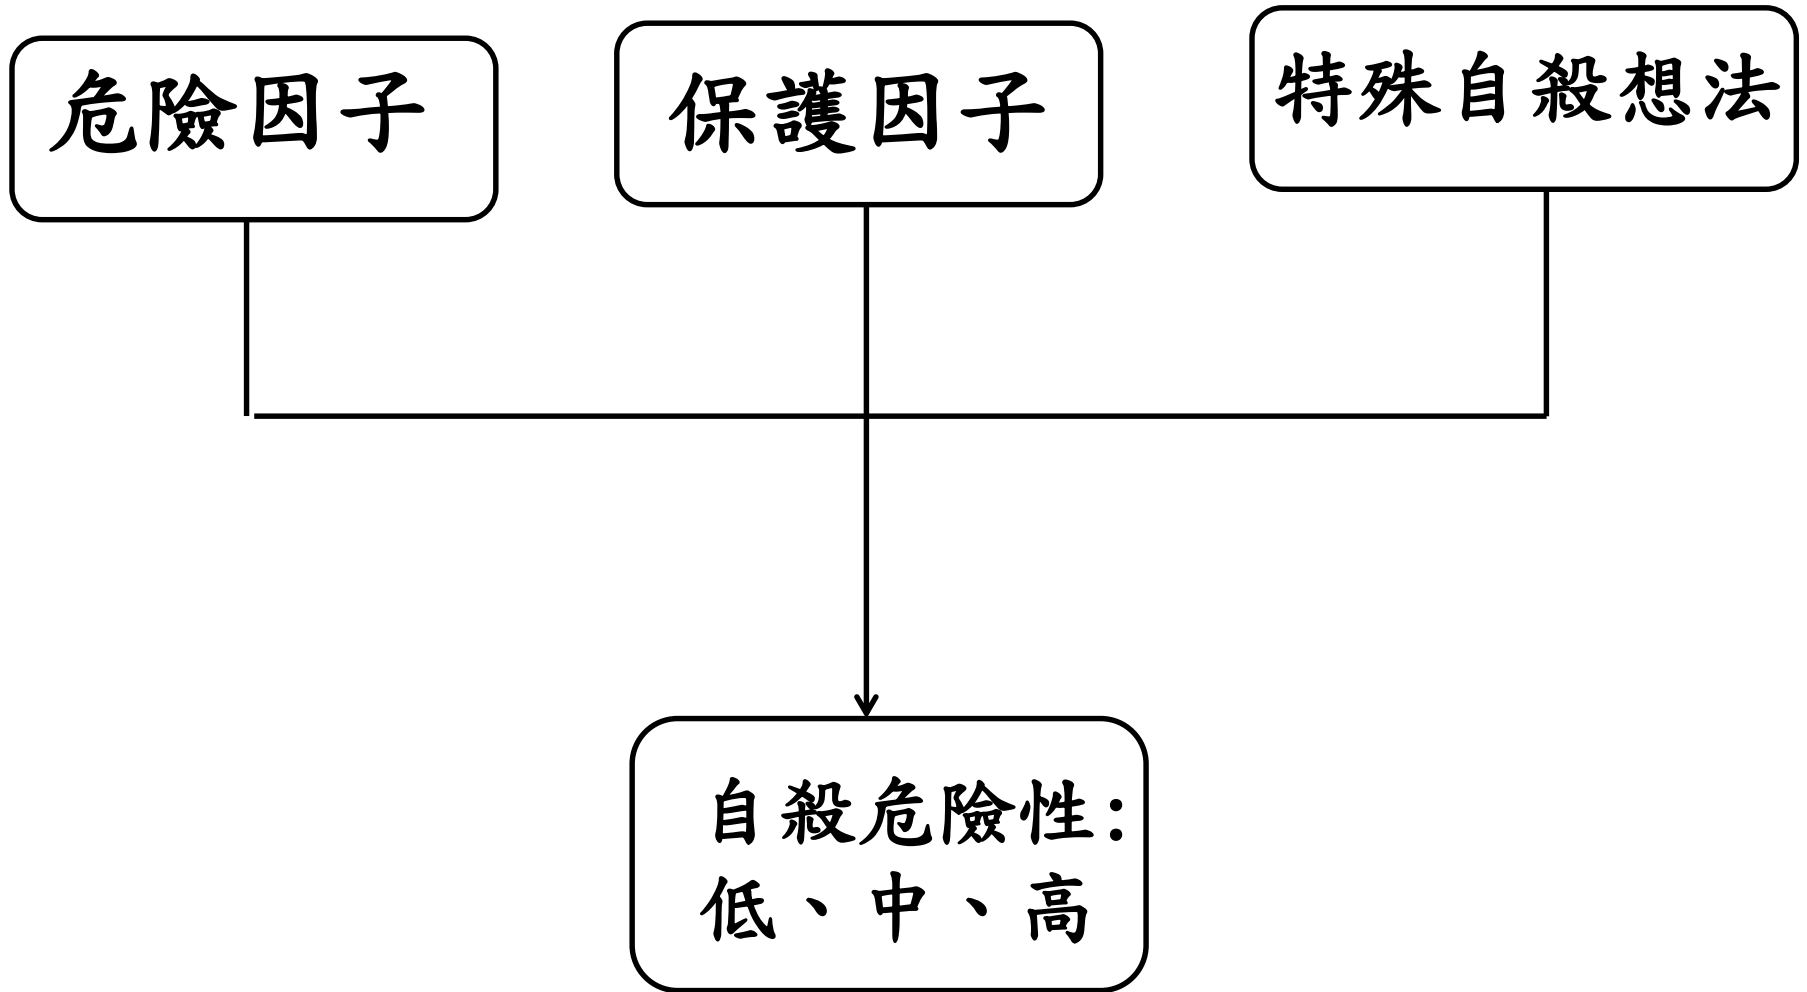 危險因子
保護因子
特殊自殺想法
自殺危險性:
低、中、高